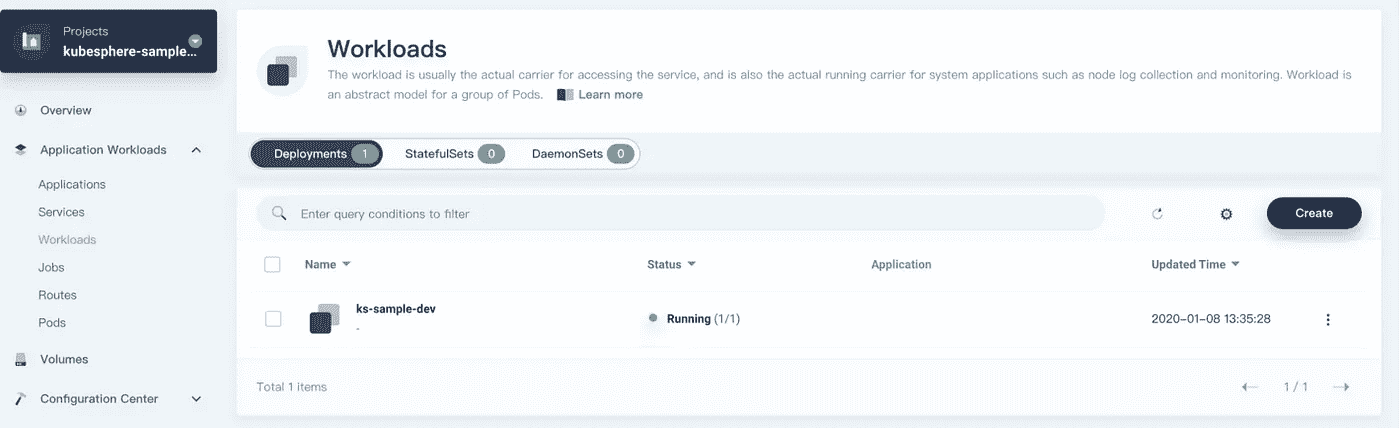 Projects
kubesphere-sample...
Overview
Application Workloads
Applications
Services
Workloads
Jobs
Routes
Pods
Volumes
Configuration Center
Workloads
The workload is usually the actual carrier for accessing the service, and is also the actual running carrier for system applications such as node log collection and monitoring. Workload is
an abstract model for a group of Pods. Learn more
Deployments 1 StatefulSets 0 DaemonSets 0
Enter query conditions to filter
Create
Name Status Application Updated Time
ks-sample-dev
-
Running (1/1)
2020-01-08 13:35:28
Total 1 items
1 / 1